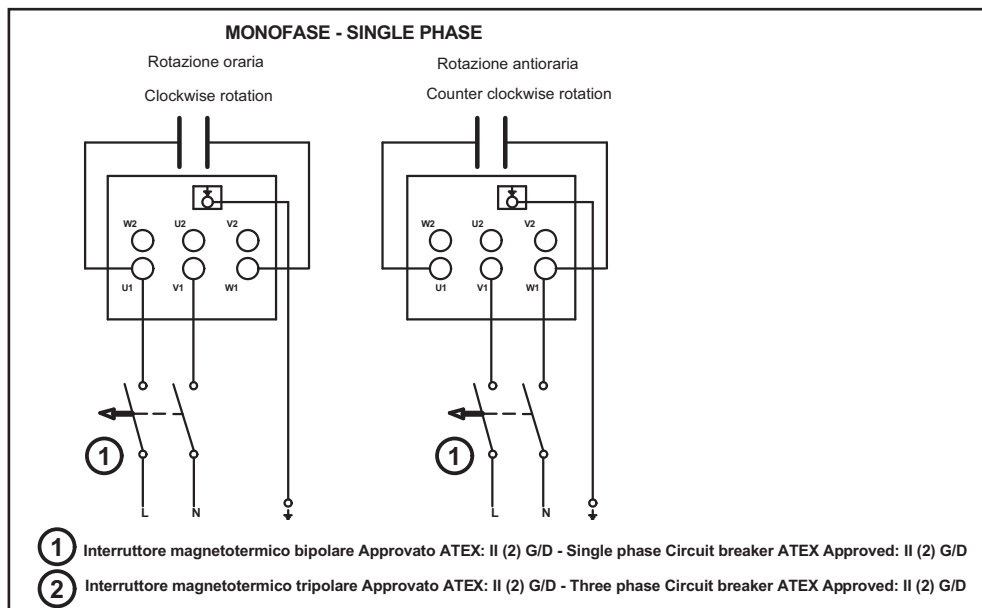 MONOFASE - SINGLE PHASE
Rotazione oraria
Clockwise rotation
Rotazione antioraria
Counter clockwise rotation
W2 U2 V2
U1 V1 W1
W2 U2 V2
U1 V1 W1
1
1
L N
L N
1 Interruttore magnetotermico bipolare Approvato ATEX: II (2) G/D - Single phase Circuit breaker ATEX Approved: II (2) G/D
2 Interruttore magnetotermico tripolare Approvato ATEX: II (2) G/D - Three phase Circuit breaker ATEX Approved: II (2) G/D